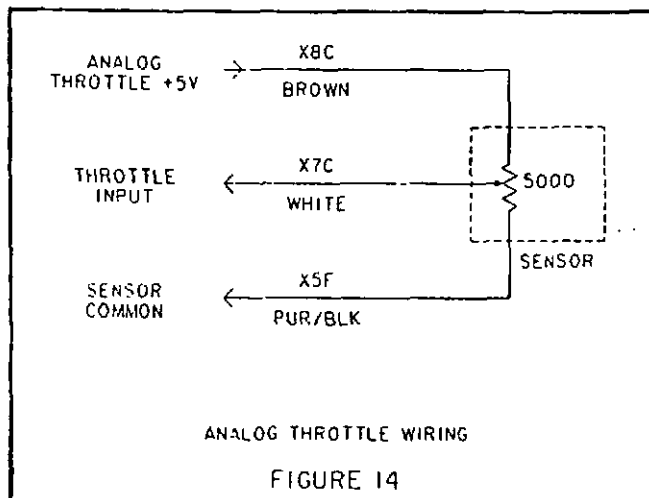 ANALOG
THROTTLE +5V
X8C
BROWN
THROTTLE
INPUT
X7C
WHITE
5000
SENSOR
SENSOR
COMMON
X5F
PUR/BLK
ANALOG THROTTLE WIRING
FIGURE 14